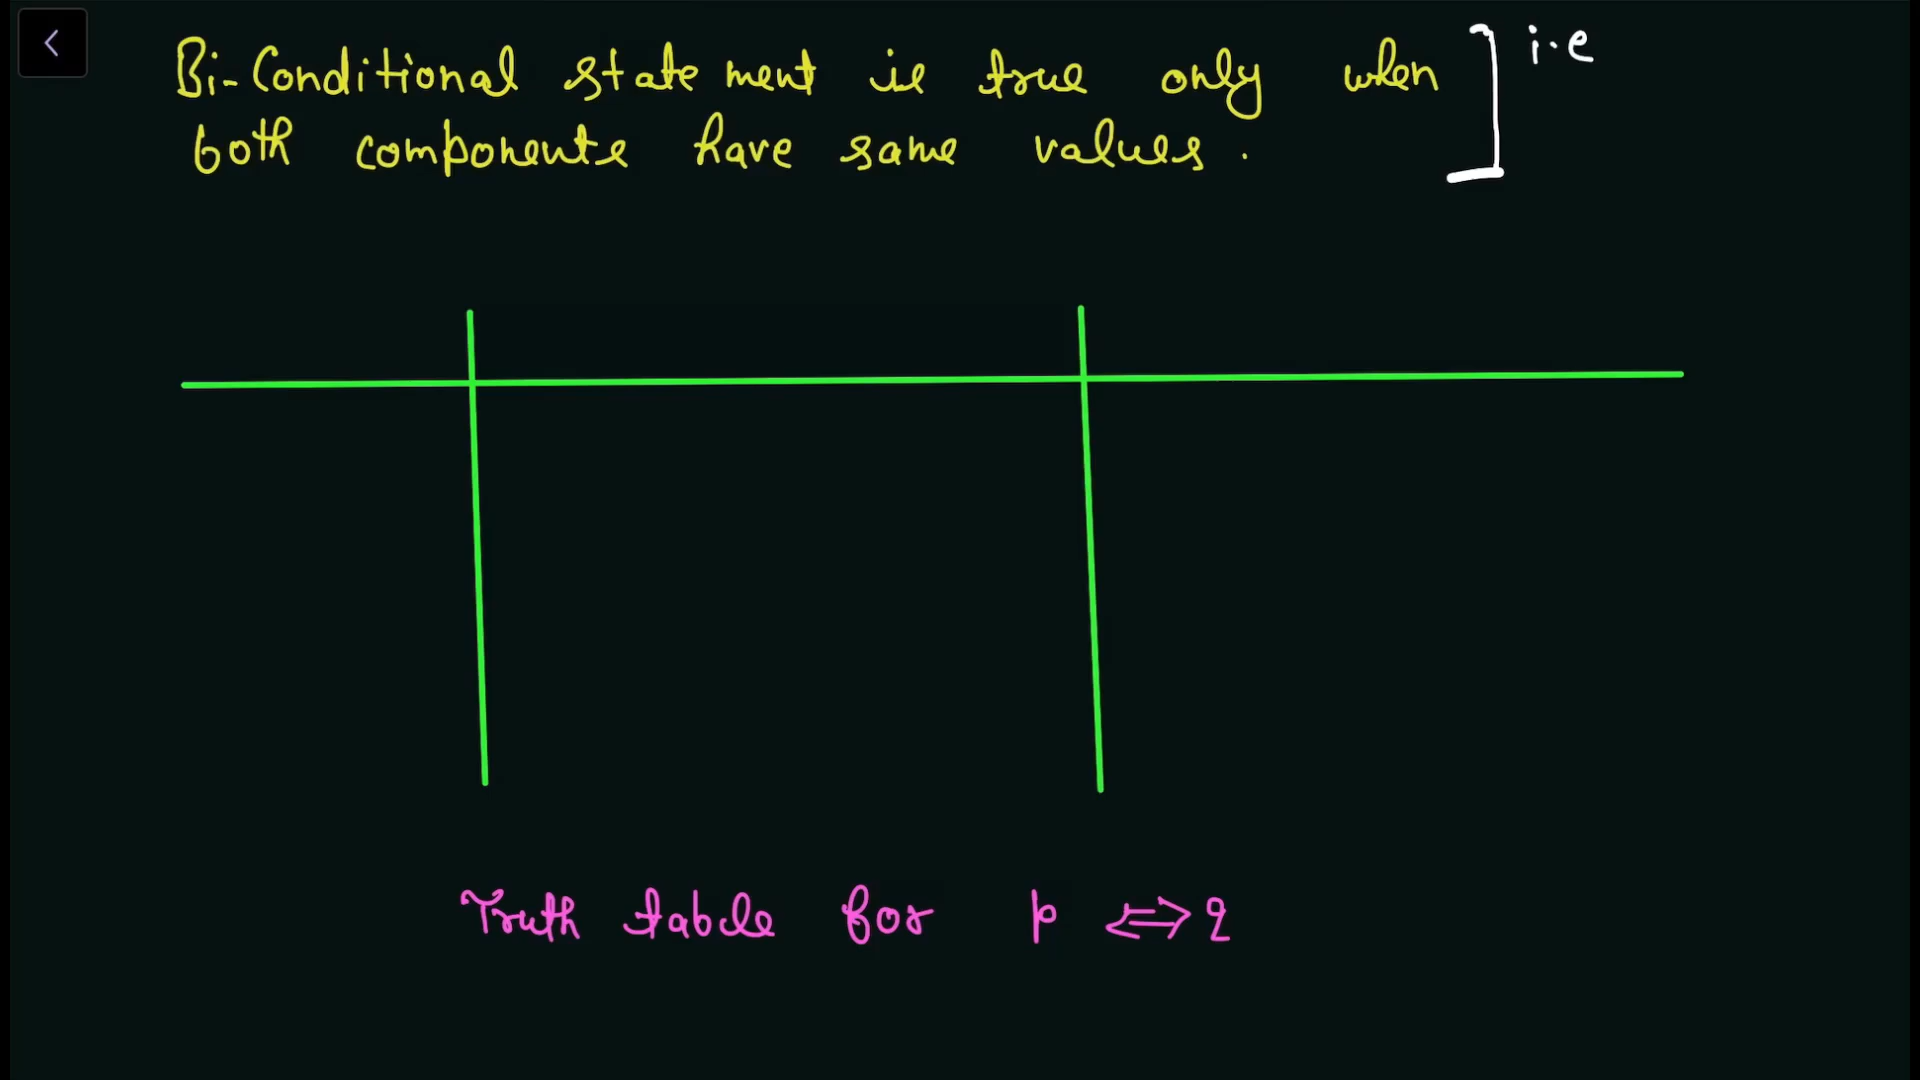 Bi-Conditional statement is true only when
both components have same values.
i.e
Truth table for p ⇔ q